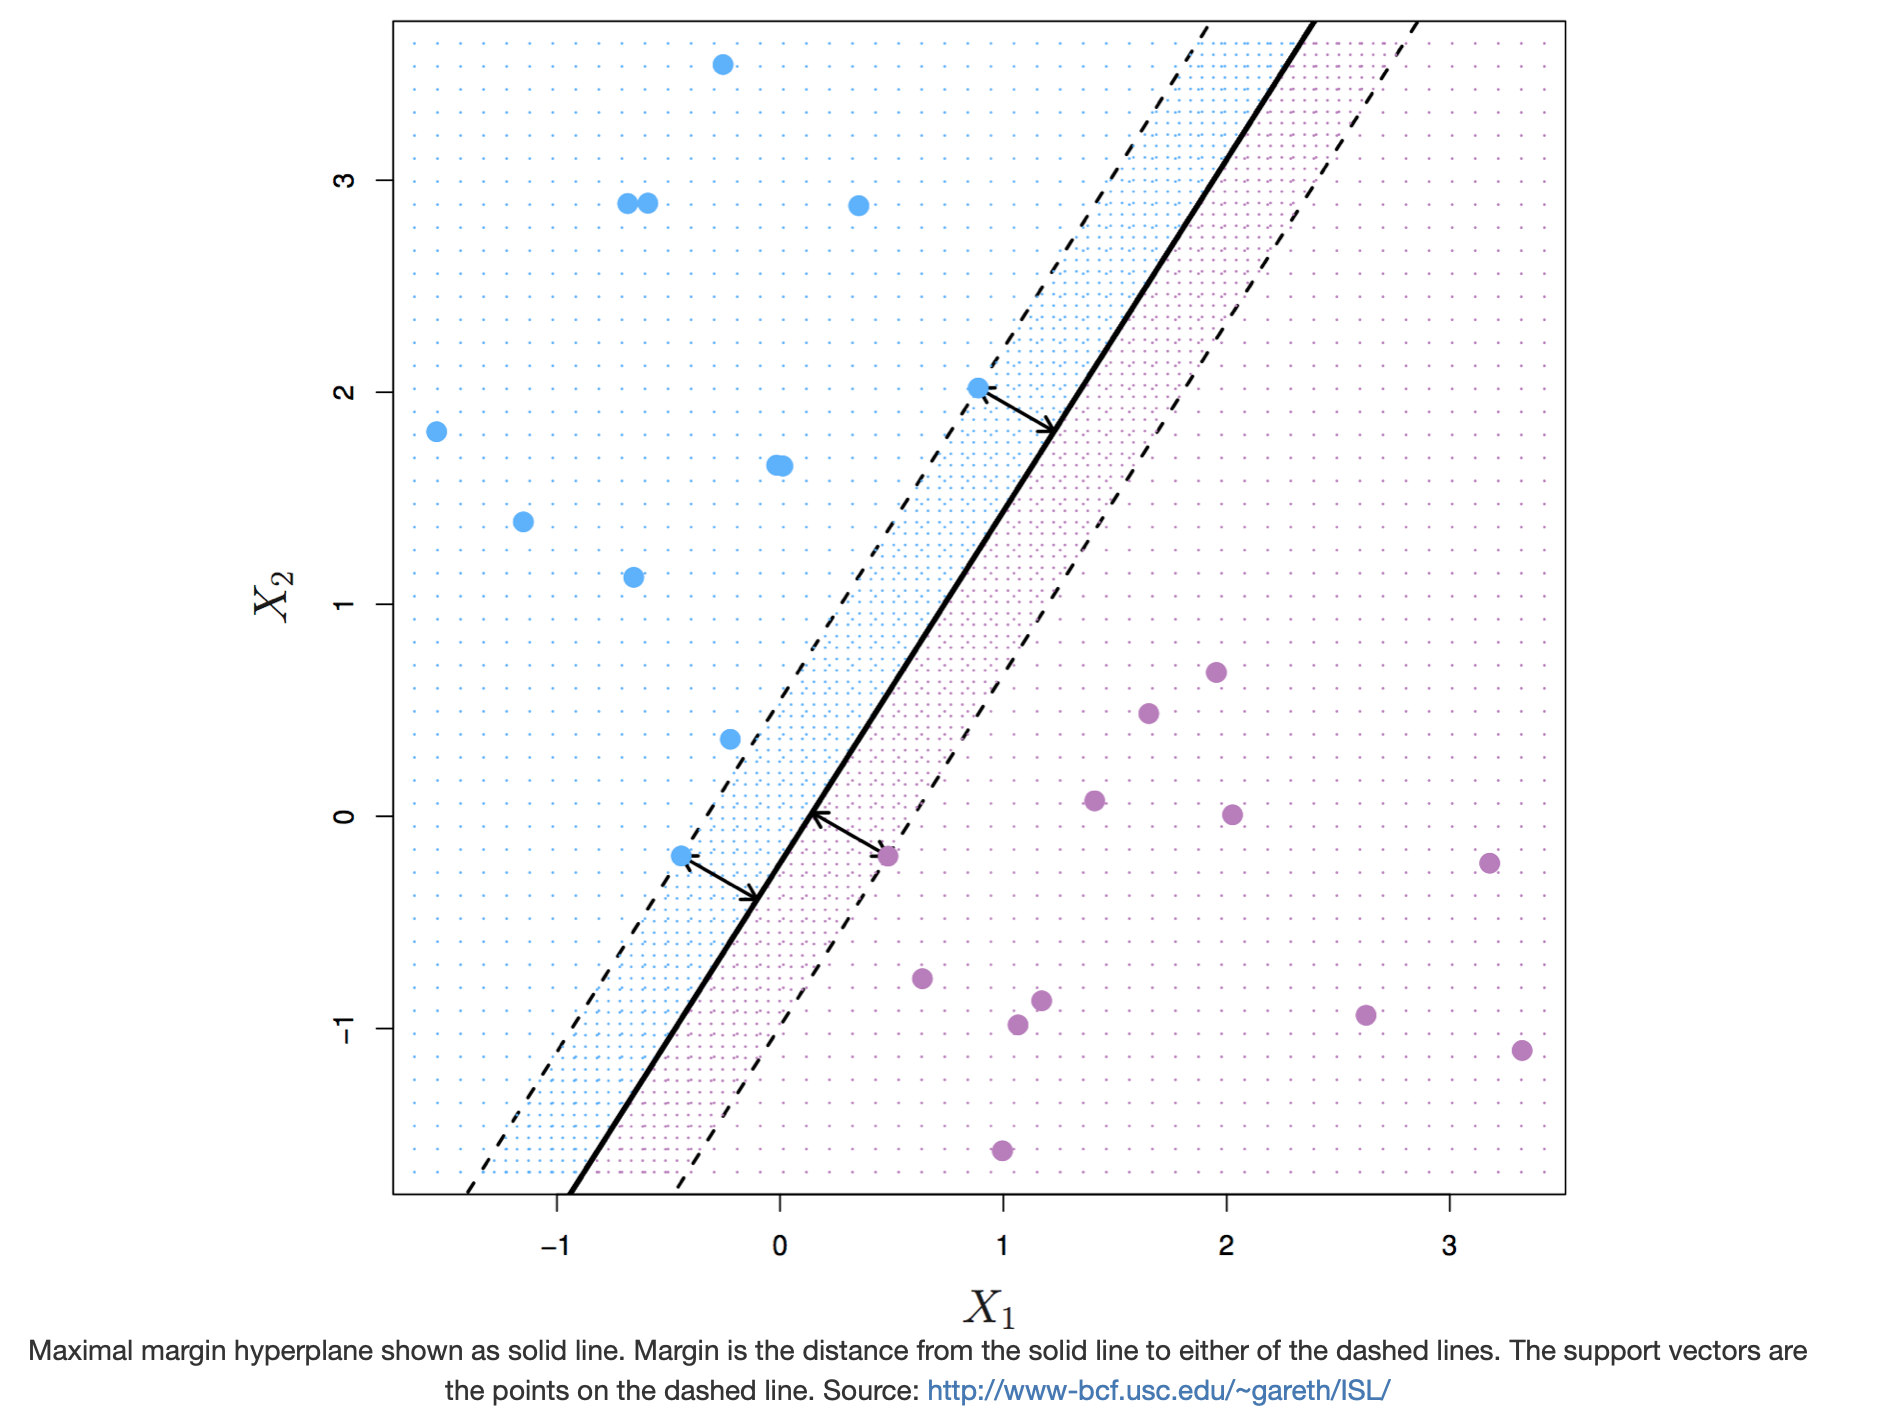 3
2
1
0
−1
X2
−1 0 1 2 3
X1
Maximal margin hyperplane shown as solid line. Margin is the distance from the solid line to either of the dashed lines. The support vectors are
the points on the dashed line. Source: http://www-bcf.usc.edu/~gareth/ISL/